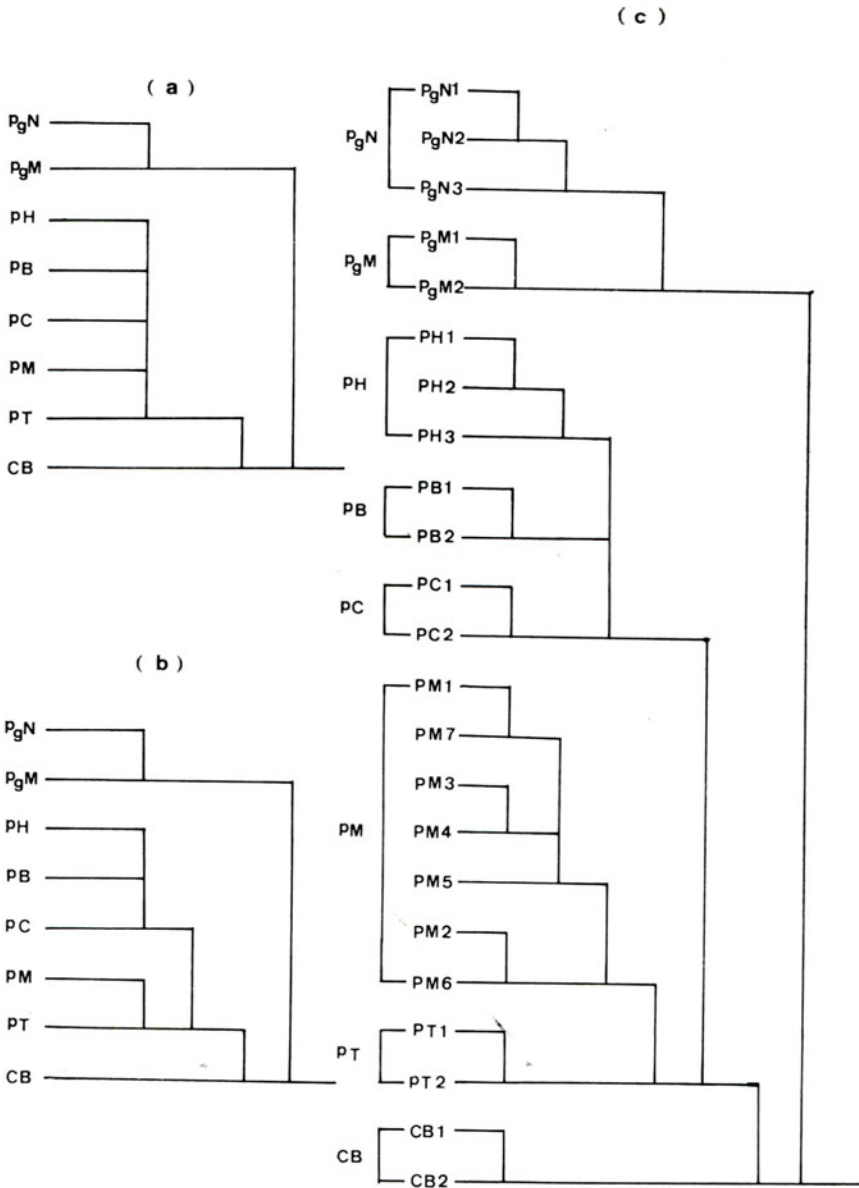 ( a )
PgN
PgM
PH
PB
PC
PM
PT
CB
( b )
PgN
PgM
PH
PB
PC
PM
PT
CB
( c )
PgN
PgN1
PgN2
PgN3
PgM
PgM1
PgM2
PH
PH1
PH2
PH3
PB
PB1
PB2
PC
PC1
PC2
PM
PM1
PM7
PM3
PM4
PM5
PM2
PM6
PT
PT1
PT2
CB
CB1
CB2